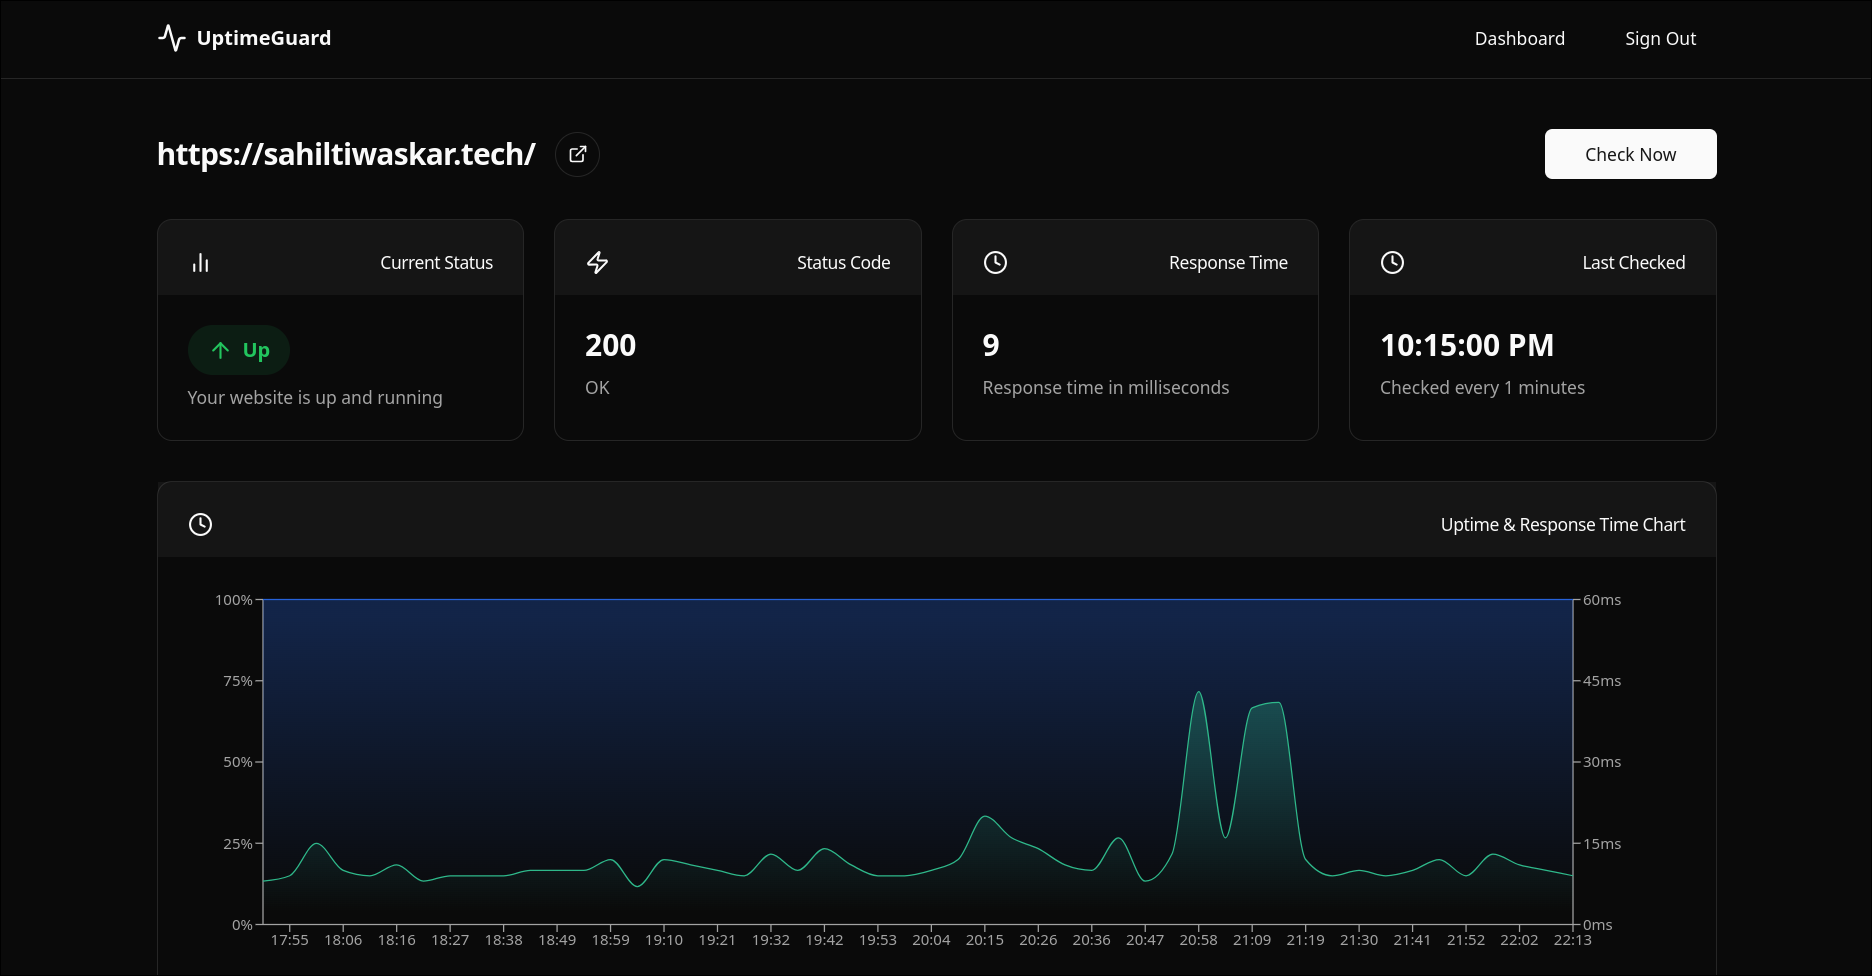 UptimeGuard
Dashboard
Sign Out
https://sahiltiwaskar.tech/
Check Now
Current Status
Up
Your website is up and running
Status Code
200
OK
Response Time
9
Response time in milliseconds
Last Checked
10:15:00 PM
Checked every 1 minutes
Uptime & Response Time Chart
100%
75%
50%
25%
0%
60ms
45ms
30ms
15ms
0ms
17:55 18:06 18:16 18:27 18:38 18:49 18:59 19:10 19:21 19:32 19:42 19:53 20:04 20:15 20:26 20:36 20:47 20:58 21:09 21:19 21:30 21:41 21:52 22:02 22:13